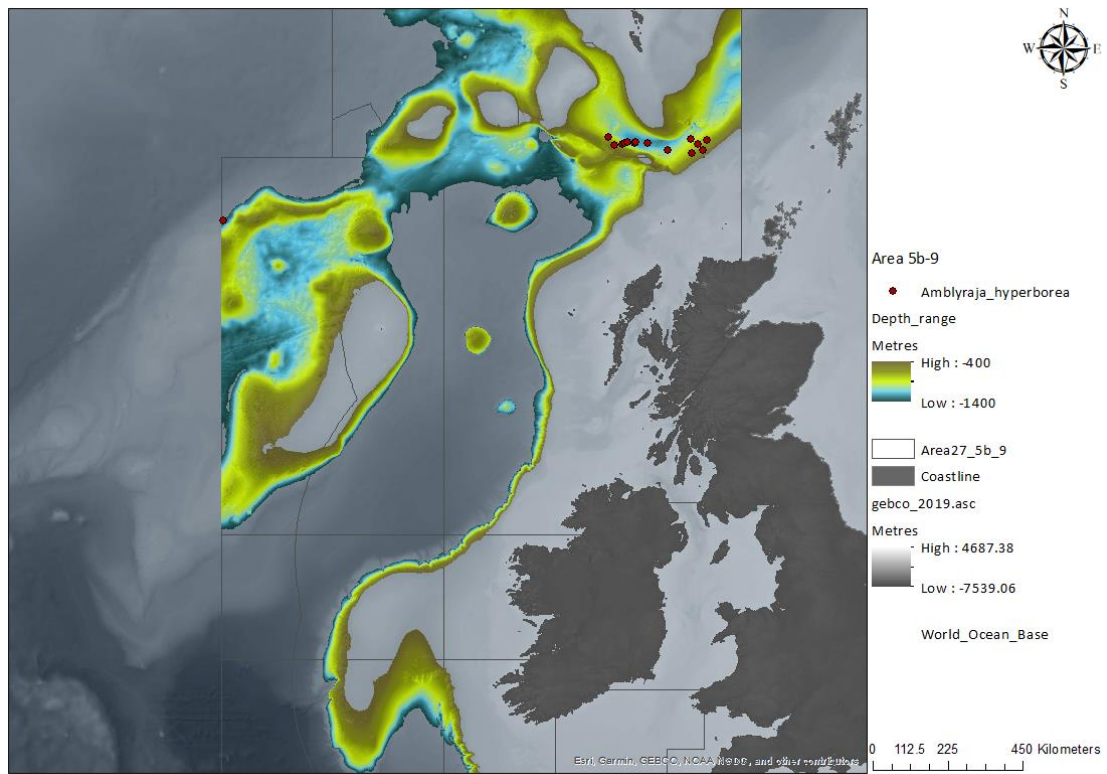 N
W E
S
Area 5b-9
Amblyraja_hyperborea
Depth_range
Metres
High : -400
Low : -1400
Area27_5b_9
Coastline
gebco_2019.asc
Metres
High : 4687.38
Low : -7539.06
World_Ocean_Base
Esri, Garmin, GEBCO, NOAA NGDC, and other contributors
0 112.5 225 450 Kilometers